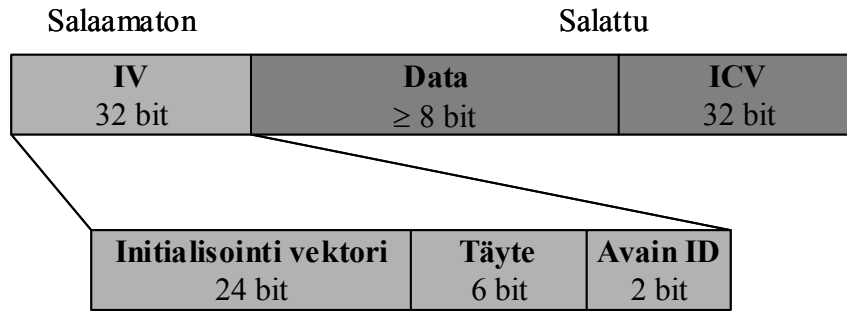 Salaamaton Salattu
IV Data ICV
32 bit ≥ 8 bit 32 bit
Initialisointi vektori Täyte Avain ID
24 bit 6 bit 2 bit